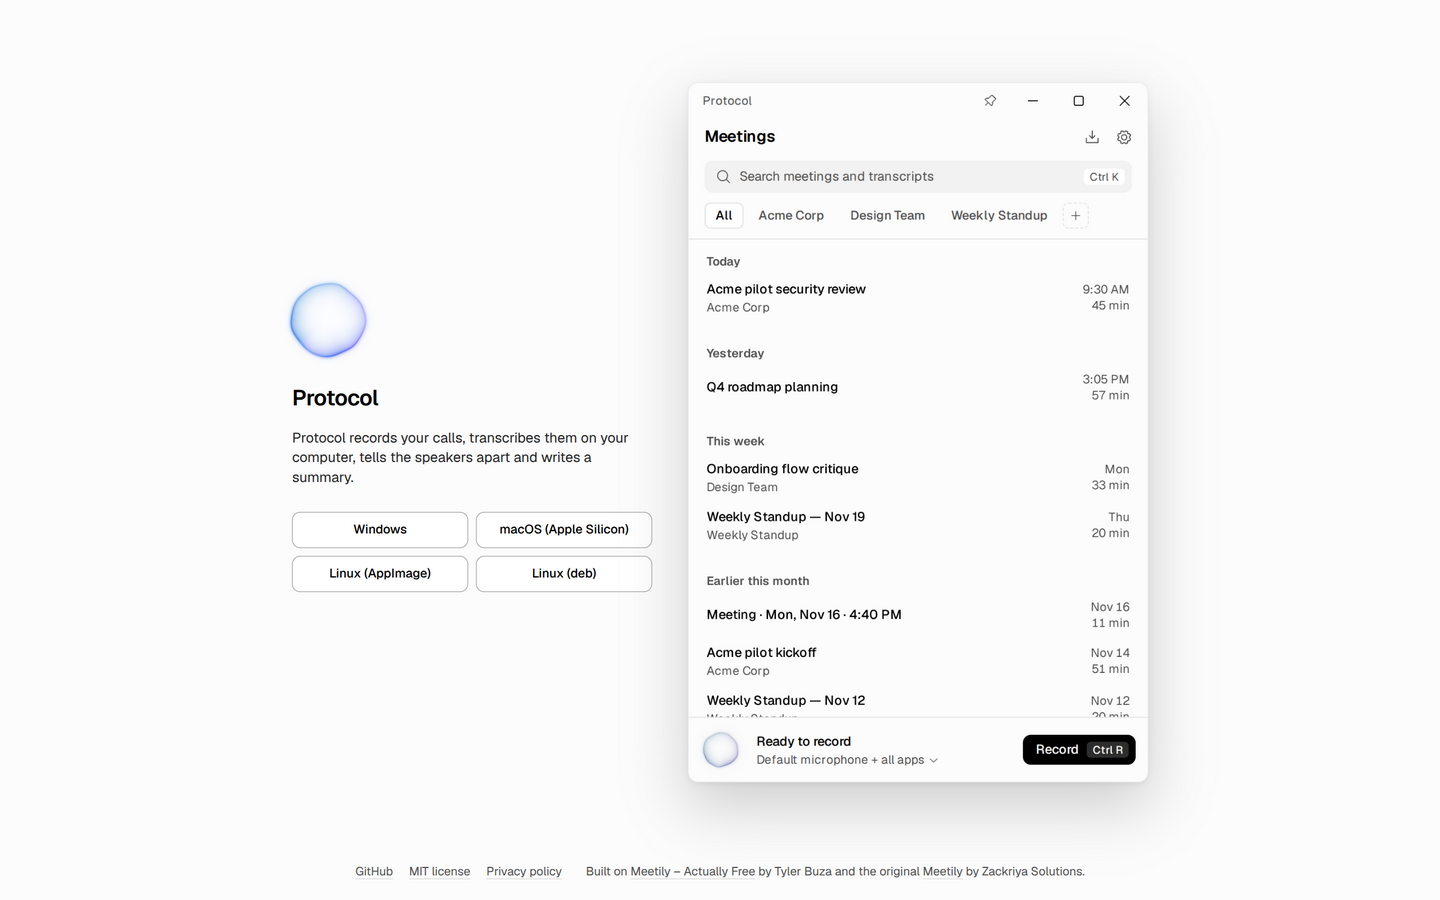 Protocol
Protocol records your calls, transcribes them on your
computer, tells the speakers apart and writes a
summary.
Windows
macOS (Apple Silicon)
Linux (AppImage)
Linux (deb)
Protocol
Meetings
Search meetings and transcripts
Ctrl K
All
Acme Corp
Design Team
Weekly Standup
+
Today
Acme pilot security review
9:30 AM
Acme Corp
45 min
Yesterday
Q4 roadmap planning
3:05 PM
57 min
This week
Onboarding flow critique
Mon
Design Team
33 min
Weekly Standup — Nov 19
Thu
Weekly Standup
20 min
Earlier this month
Meeting · Mon, Nov 16 · 4:40 PM
Nov 16
11 min
Acme pilot kickoff
Nov 14
Acme Corp
51 min
Weekly Standup — Nov 12
Nov 12
Weekly Standup
20 min
Ready to record
Default microphone + all apps
Record
Ctrl R
GitHub
MIT license
Privacy policy
Built on Meetily – Actually Free by Tyler Buza and the original Meetily by Zackriya Solutions.